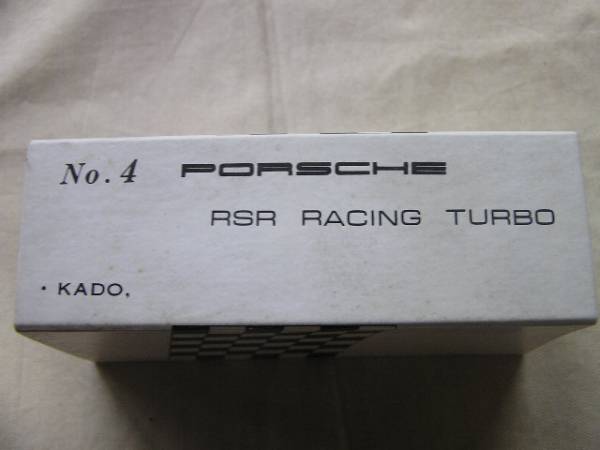 No. 4 PORSCHE
RSR RACING TURBO
• KADO,